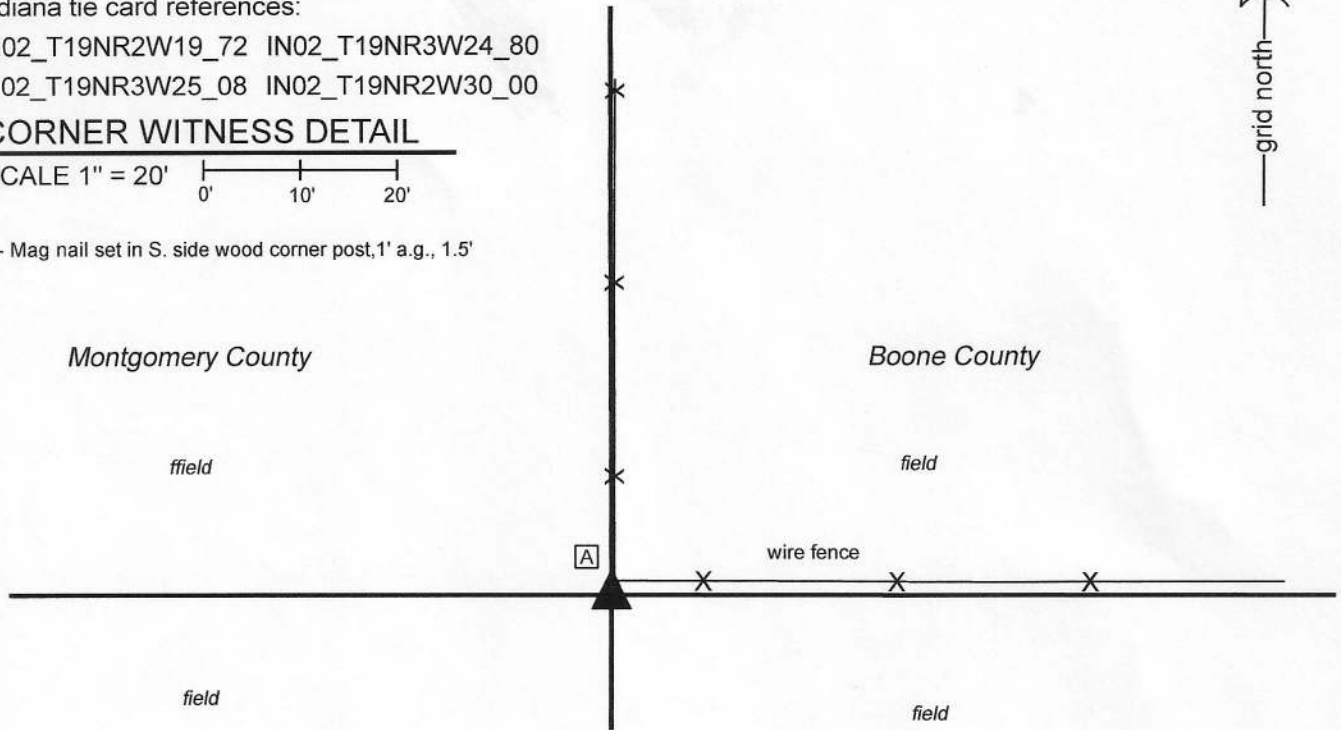 diana tie card references:
02_T19NR2W19_72 IN02_T19NR3W24_80
02_T19NR3W25_08 IN02_T19NR2W30_00
CORNER WITNESS DETAIL
CALE 1" = 20'
0' 10' 20'
- Mag nail set in S. side wood corner post,1' a.g., 1.5'
grid north
Montgomery County
Boone County
ffield
field
A
wire fence
field
field